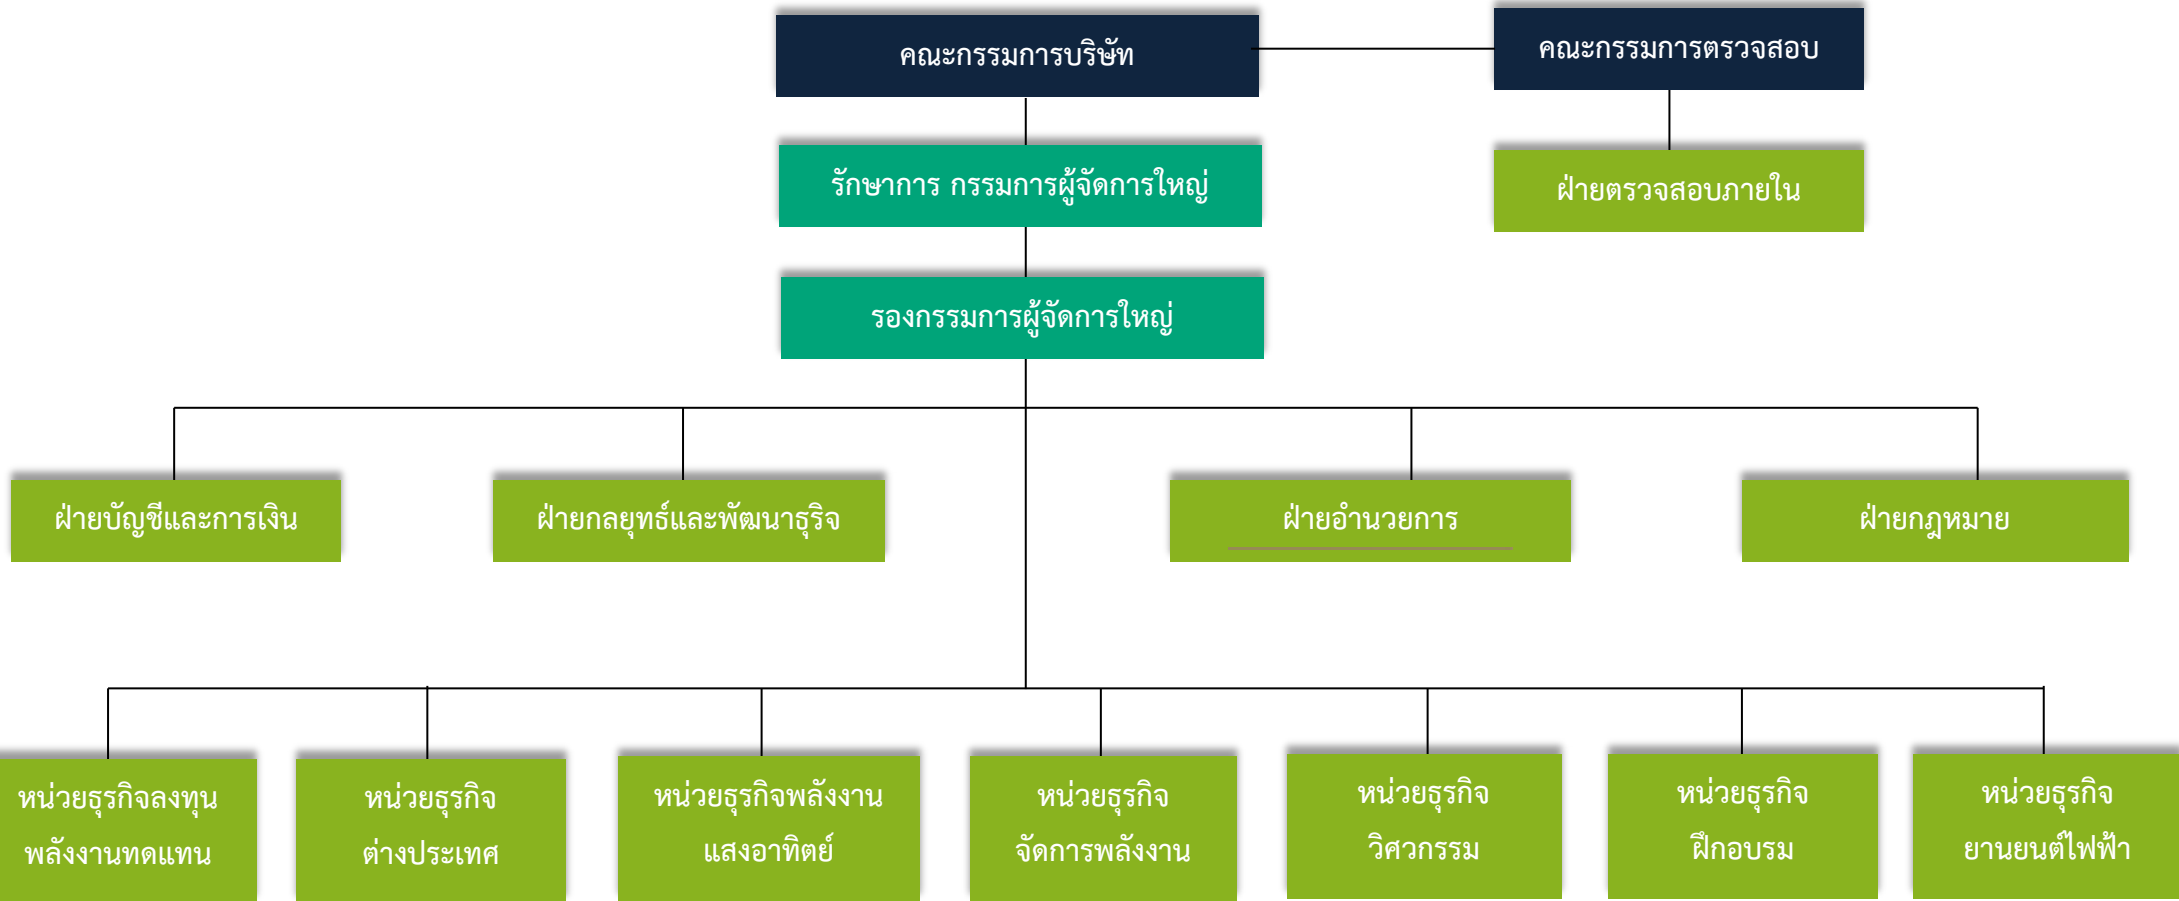 คณะกรรมการบริษัท
คณะกรรมการตรวจสอบ
รักษาการ กรรมการผู้จัดการใหญ่
ฝ่ายตรวจสอบภายใน
รองกรรมการผู้จัดการใหญ่
ฝ่ายบัญชีและการเงิน
ฝ่ายกลยุทธ์และพัฒนาธุริจ
ฝ่ายอำนวยการ
ฝ่ายกฎหมาย
หน่วยธุรกิจลงทุน
พลังงานทดแทน
หน่วยธุรกิจ
ต่างประเทศ
หน่วยธุรกิจพลังงาน
แสงอาทิตย์
หน่วยธุรกิจ
จัดการพลังงาน
หน่วยธุรกิจ
วิศวกรรม
หน่วยธุรกิจ
ฝึกอบรม
หน่วยธุรกิจ
ยานยนต์ไฟฟ้า